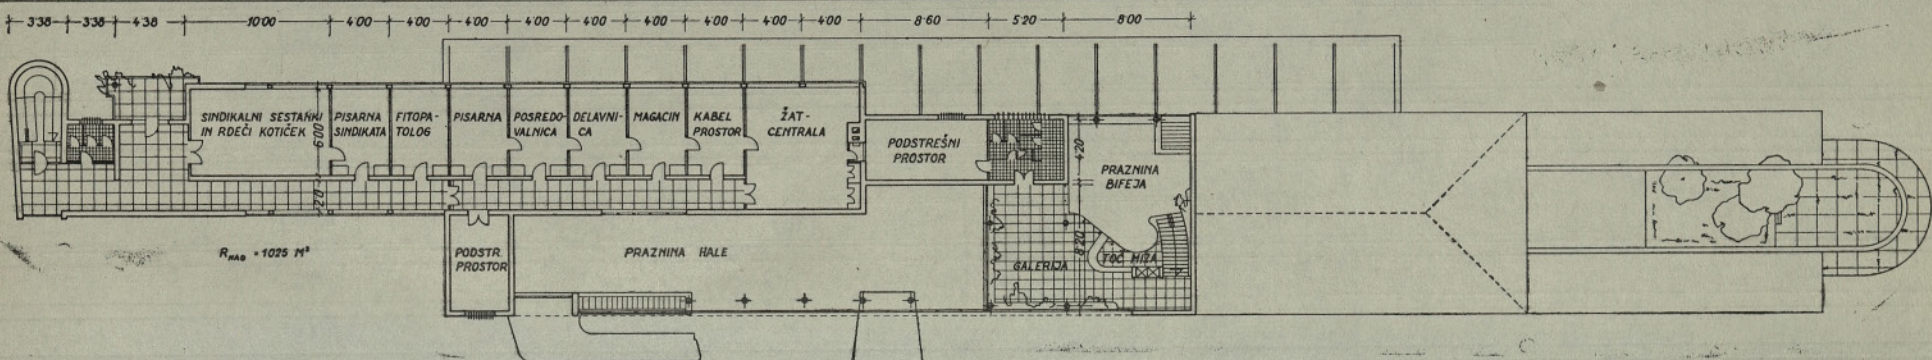 3·38 3·38 4·38 10·00 4·00 4·00 4·00 4·00 4·00 4·00 4·00 4·00 4·00 8·60 5·20 8·00
SINDIKALNI SESTANKI
IN RDEČI KOTIČEK
6·00
PISARNA
SINDIKATA
FITOPA-
TOLOG
PISARNA
POSREDO-
VALNICA
DELAVNI-
CA
MAGACIN
KABEL
PROSTOR
ŽAT-
CENTRALA
PODSTREŠNI
PROSTOR
4·20
PRAZNINA
BIFEJA
2·10
R = 1025 M²
PODSTR.
PROSTOR
PRAZNINA HALE
GALERIJA
8·20
TOČ MIZA